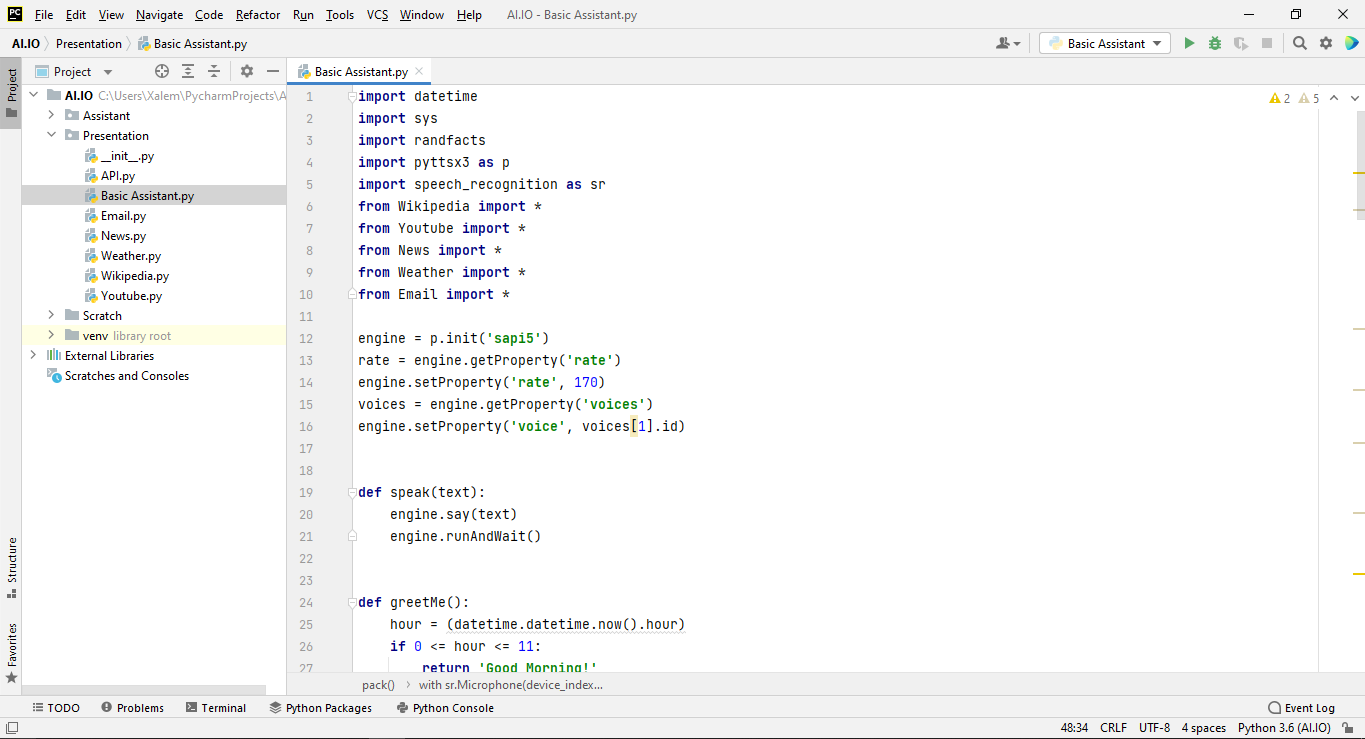 PC File Edit View Navigate Code Refactor Run Tools VCS Window Help AI.IO - Basic Assistant.py
AI.IO Presentation Basic Assistant.py Basic Assistant
Project
Project
Basic Assistant.py
AI.IO C:\Users\Xalem\PycharmProjects\A
Assistant
Presentation
__init__.py
API.py
Basic Assistant.py
Email.py
News.py
Weather.py
Wikipedia.py
Youtube.py
Scratch
venv library root
External Libraries
Scratches and Consoles
Structure
Favorites
2 5
1 import datetime
2 import sys
3 import randfacts
4 import pyttsx3 as p
5 import speech_recognition as sr
6 from Wikipedia import *
7 from Youtube import *
8 from News import *
9 from Weather import *
10 from Email import *
11
12 engine = p.init('sapi5')
13 rate = engine.getProperty('rate')
14 engine.setProperty('rate', 170)
15 voices = engine.getProperty('voices')
16 engine.setProperty('voice', voices[1].id)
17
18
19 def speak(text):
20 engine.say(text)
21 engine.runAndWait()
22
23
24 def greetMe():
25 hour = (datetime.datetime.now().hour)
26 if 0 <= hour <= 11:
27 return 'Good Morning!'
pack() with sr.Microphone(device_index...
TODO Problems Terminal Python Packages Python Console Event Log
48:34 CRLF UTF-8 4 spaces Python 3.6 (AI.IO)